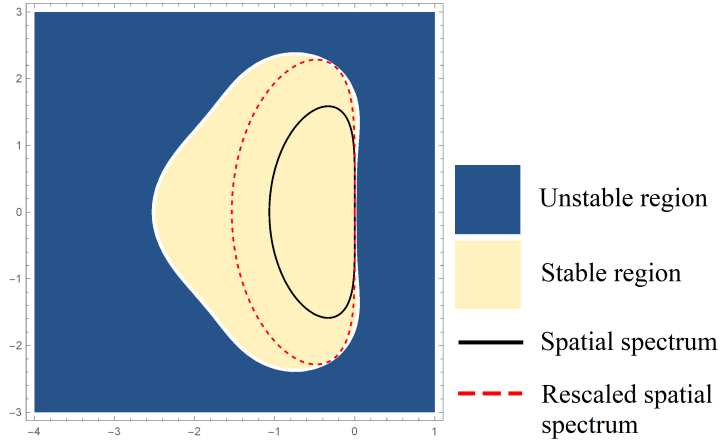 3
2
1
0
−1
−2
−3
−4 −3 −2 −1 0 1
Unstable region
Stable region
Spatial spectrum
Rescaled spatial
spectrum